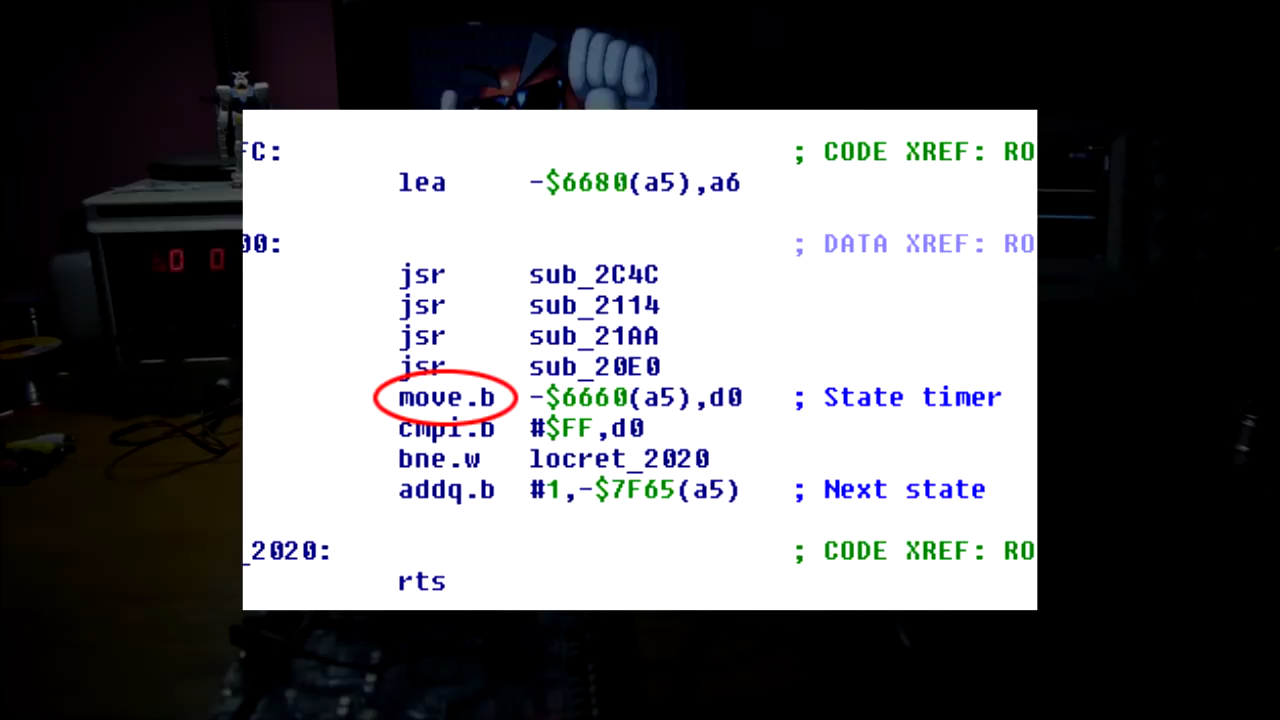 FC: ; CODE XREF: RO
lea -$6680(a5),a6
00: ; DATA XREF: RO
jsr sub_2C4C
jsr sub_2114
jsr sub_21AA
jsr sub_20E0
move.b -$6660(a5),d0 ; State timer
cmpi.b #$FF,d0
bne.w locret_2020
addq.b #1,-$7F65(a5) ; Next state
_2020: ; CODE XREF: RO
rts
0 0